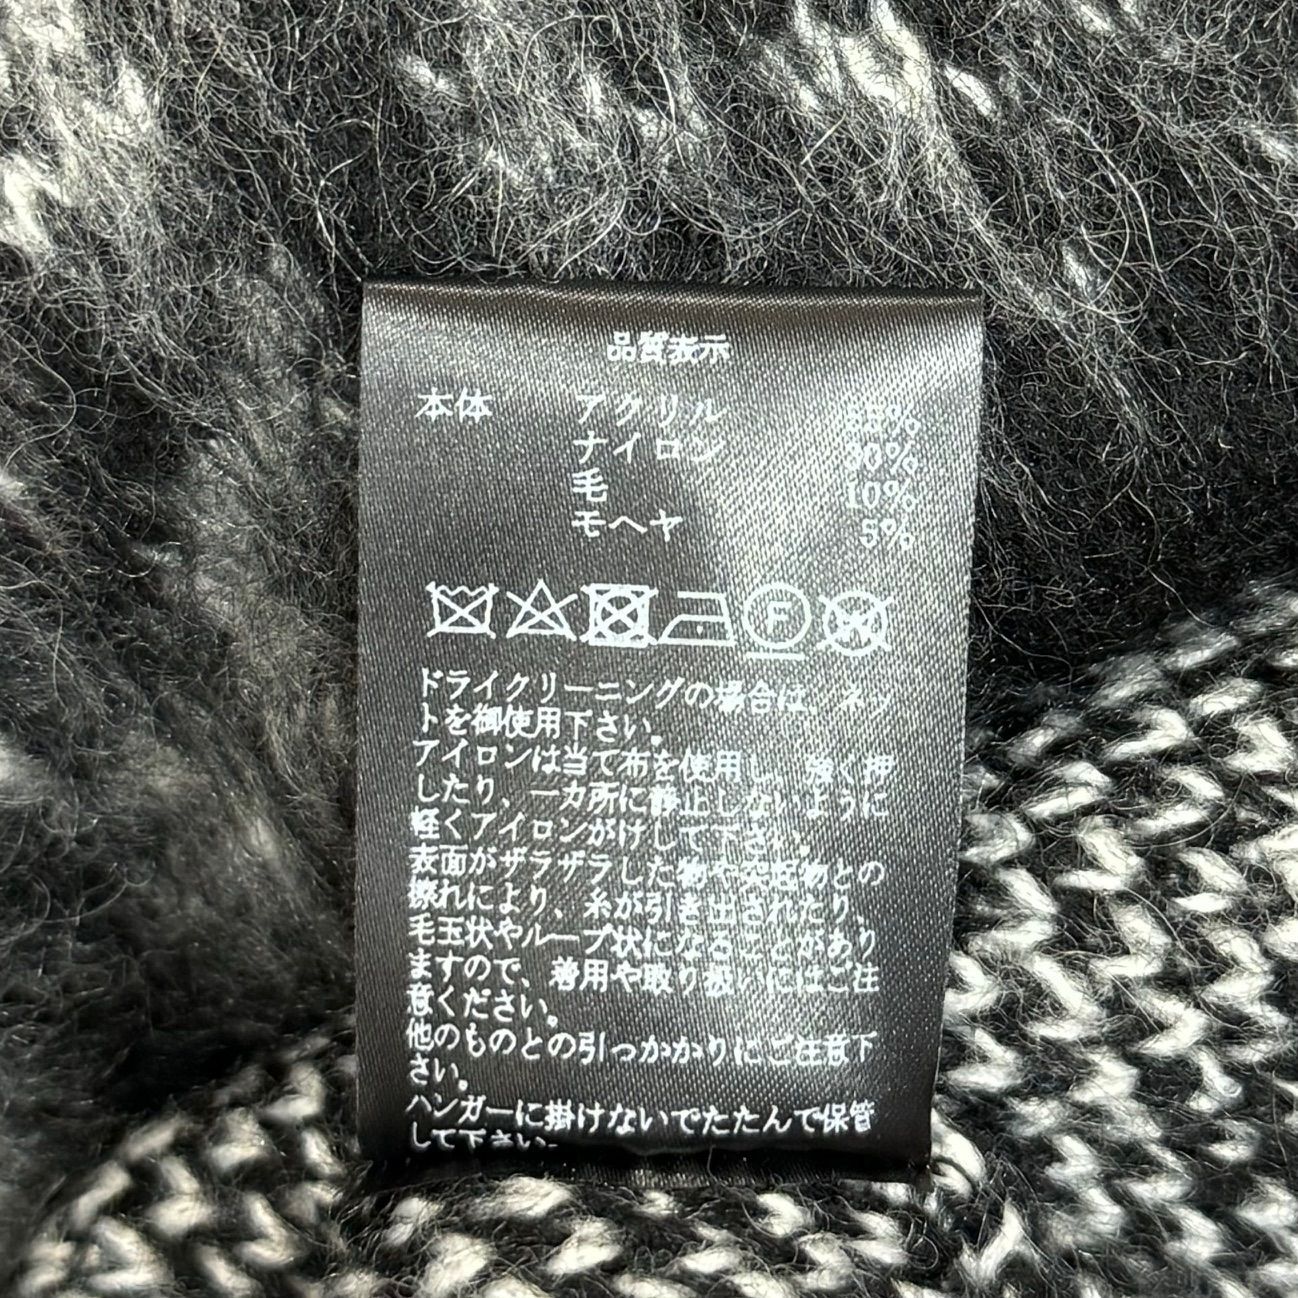 品質表示
本体 アクリル 55%
ナイロン 30%
毛 10%
モヘヤ 5%
F
W
ドライクリーニングの場合は、ネッ
トを御使用下さい。
アイロンは当て布を使用し、強く押
したり、一カ所に静止しないように
軽くアイロンがけして下さい。
表面がザラザラした物や突起物との
擦れにより、糸が引き出されたり、
毛玉状やループ状になることがあり
ますので、着用や取り扱いにはご注
意ください。
他のものとの引っかかりにご注意下
さい。
ハンガーに掛けないでたたんで保管
して下さい。